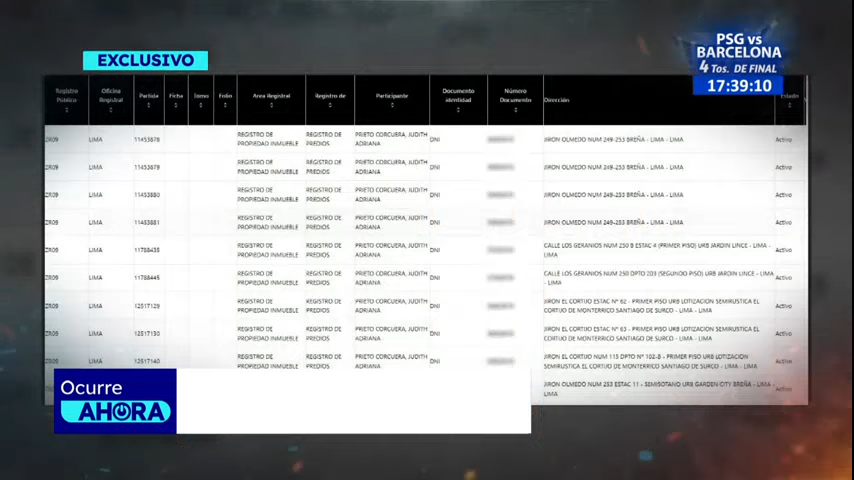 EXCLUSIVO
PSG vs
BARCELONA
4 Tos. DE FINAL
17:39:10
Registro Público Oficina Registral Partida Ficha Tomo Folio Area Registral Registro de Participante Documento identidad Número Documento Dirección Estado
ZR09 LIMA 11453878 REGISTRO DE PROPIEDAD INMUEBLE REGISTRO DE PREDIOS PRIETO CORCUERA, JUDITH ADRIANA DNI JIRON OLMEDO NUM 249-253 BREÑA - LIMA - LIMA Activo
ZR09 LIMA 11453879 REGISTRO DE PROPIEDAD INMUEBLE REGISTRO DE PREDIOS PRIETO CORCUERA, JUDITH ADRIANA DNI JIRON OLMEDO NUM 249-253 BREÑA - LIMA - LIMA Activo
ZR09 LIMA 11453880 REGISTRO DE PROPIEDAD INMUEBLE REGISTRO DE PREDIOS PRIETO CORCUERA, JUDITH ADRIANA DNI JIRON OLMEDO NUM 249-253 BREÑA - LIMA - LIMA Activo
ZR09 LIMA 11453881 REGISTRO DE PROPIEDAD INMUEBLE REGISTRO DE PREDIOS PRIETO CORCUERA, JUDITH ADRIANA DNI JIRON OLMEDO NUM 249-253 BREÑA - LIMA - LIMA Activo
ZR09 LIMA 11788435 REGISTRO DE PROPIEDAD INMUEBLE REGISTRO DE PREDIOS PRIETO CORCUERA, JUDITH ADRIANA DNI CALLE LOS GERANIOS NUM 250 B ESTAC 4 (PRIMER PISO) URB JARDIN LINCE - LIMA - LIMA Activo
ZR09 LIMA 11788445 REGISTRO DE PROPIEDAD INMUEBLE REGISTRO DE PREDIOS PRIETO CORCUERA, JUDITH ADRIANA DNI CALLE LOS GERANIOS NUM 250 DPTO 203 (SEGUNDO PISO) URB JARDIN LINCE - LIMA - LIMA Activo
ZR09 LIMA 12517129 REGISTRO DE PROPIEDAD INMUEBLE REGISTRO DE PREDIOS PRIETO CORCUERA, JUDITH ADRIANA DNI JIRON EL CORTIJO ESTAC N° 62 - PRIMER PISO URB LOTIZACION SEMIRUSTICA EL CORTIJO DE MONTERRICO SANTIAGO DE SURCO - LIMA - LIMA Activo
ZR09 LIMA 12517130 REGISTRO DE PROPIEDAD INMUEBLE REGISTRO DE PREDIOS PRIETO CORCUERA, JUDITH ADRIANA DNI JIRON EL CORTIJO ESTAC N° 63 - PRIMER PISO URB LOTIZACION SEMIRUSTICA EL CORTIJO DE MONTERRICO SANTIAGO DE SURCO - LIMA - LIMA Activo
ZR09 LIMA 12517140 REGISTRO DE PROPIEDAD INMUEBLE REGISTRO DE PREDIOS PRIETO CORCUERA, JUDITH ADRIANA DNI JIRON EL CORTIJO NUM 115 DPTO N° 102-B - PRIMER PISO URB LOTIZACION SEMIRUSTICA EL CORTIJO DE MONTERRICO SANTIAGO DE SURCO - LIMA - LIMA Activo
JIRON OLMEDO NUM 253 ESTAC 11 - SEMISOTANO URB GARDEN CITY BREÑA - LIMA - LIMA Activo
Ocurre
AHORA